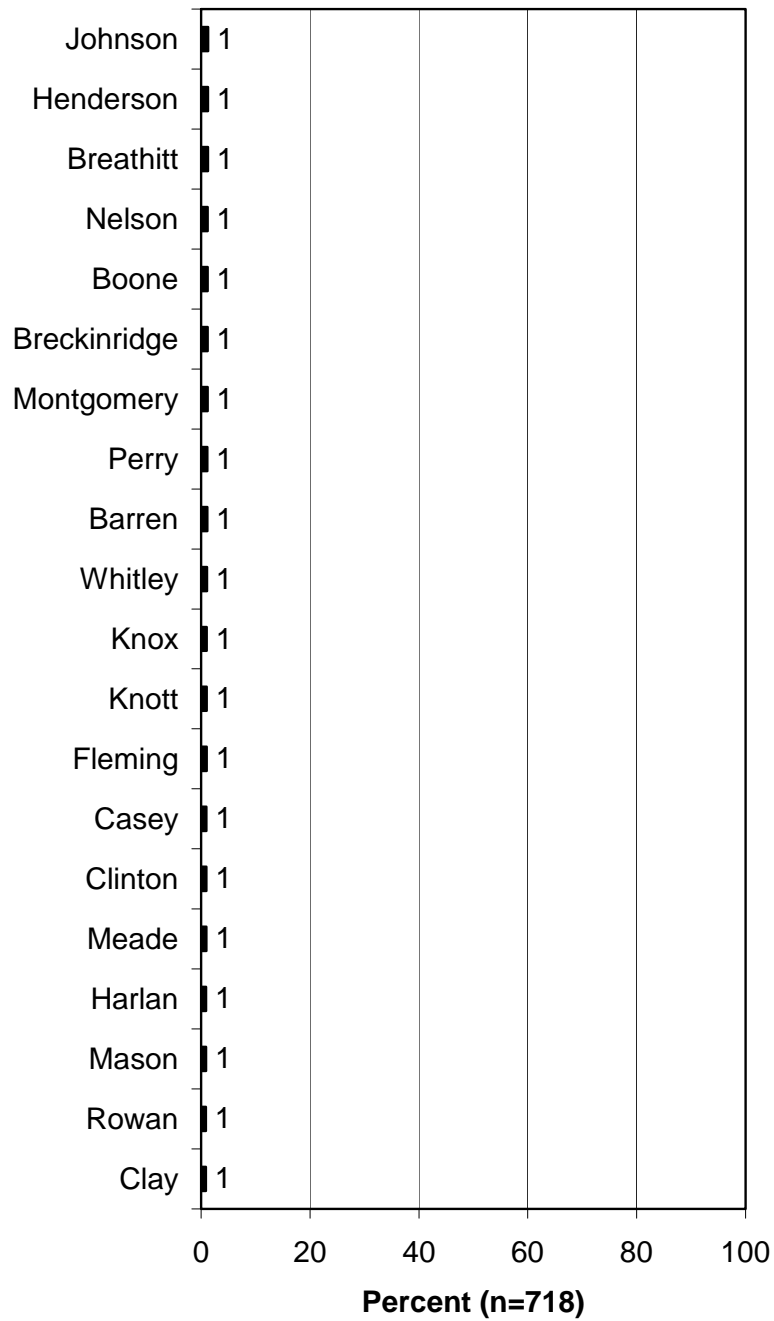 Johnson 1
Henderson 1
Breathitt 1
Nelson 1
Boone 1
Breckinridge 1
Montgomery 1
Perry 1
Barren 1
Whitley 1
Knox 1
Knott 1
Fleming 1
Casey 1
Clinton 1
Meade 1
Harlan 1
Mason 1
Rowan 1
Clay 1
0 20 40 60 80 100
Percent (n=718)